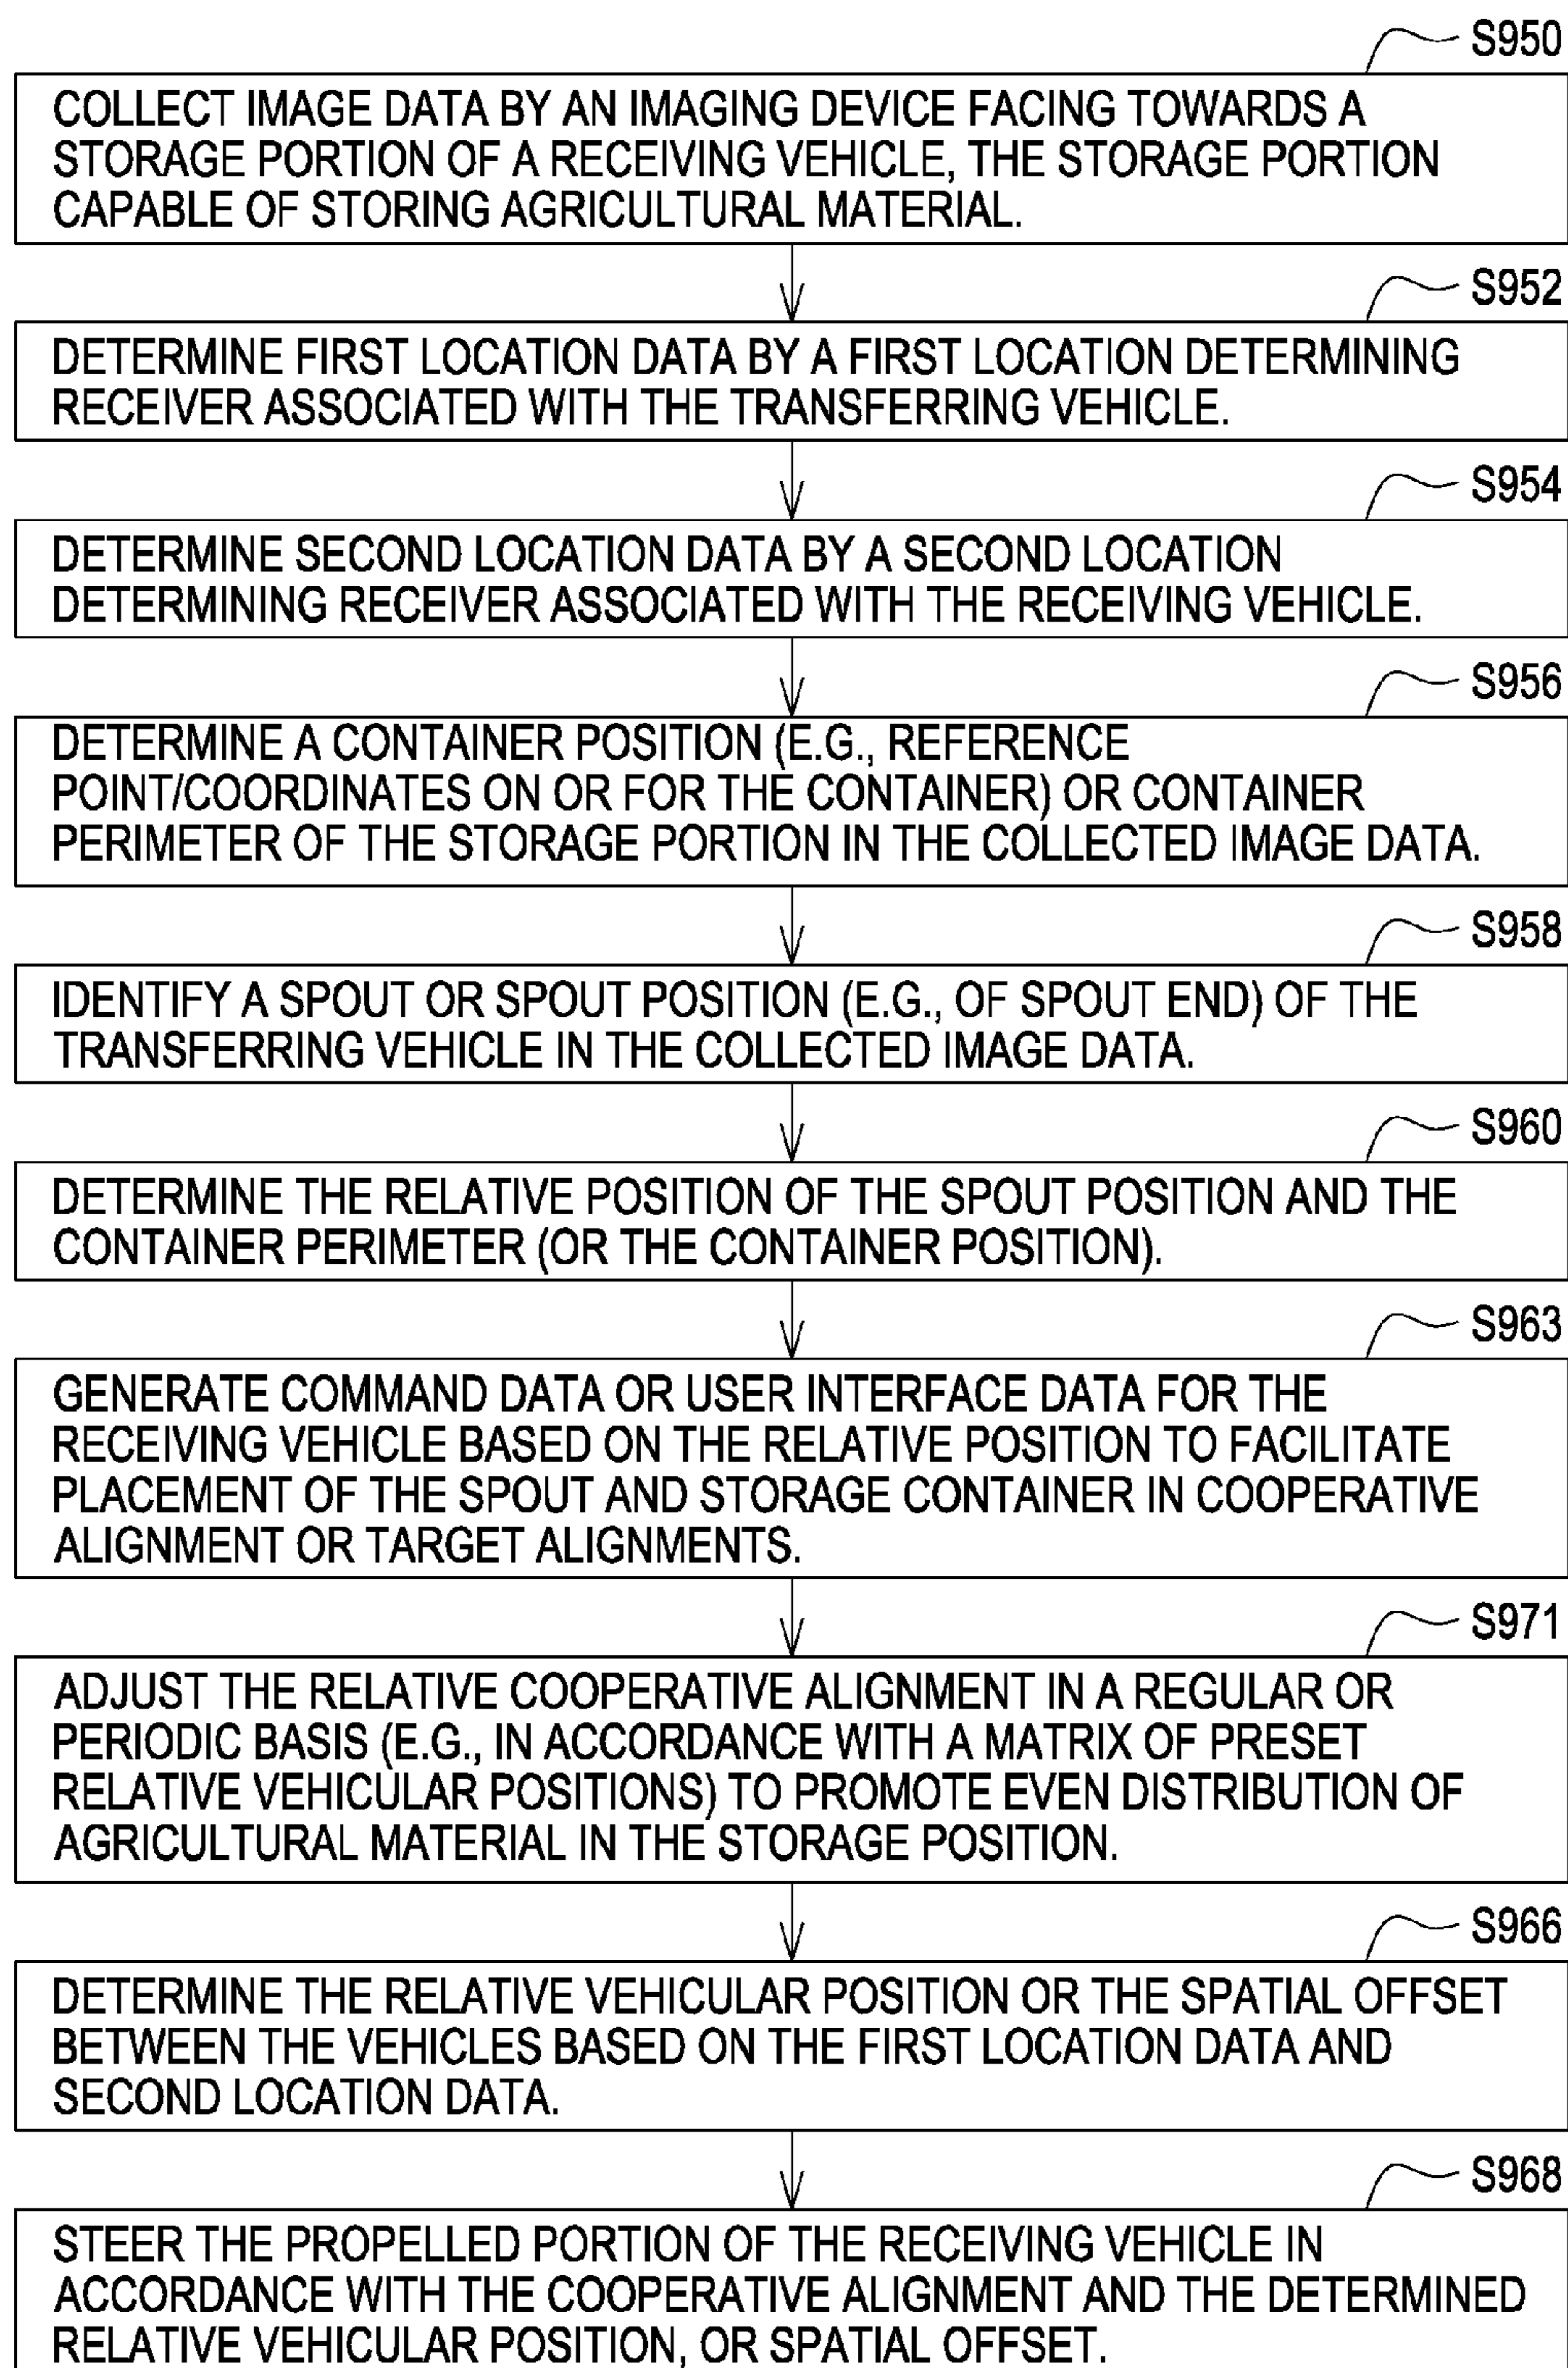 S950
COLLECT IMAGE DATA BY AN IMAGING DEVICE FACING TOWARDS A
STORAGE PORTION OF A RECEIVING VEHICLE, THE STORAGE PORTION
CAPABLE OF STORING AGRICULTURAL MATERIAL.
S952
DETERMINE FIRST LOCATION DATA BY A FIRST LOCATION DETERMINING
RECEIVER ASSOCIATED WITH THE TRANSFERRING VEHICLE.
S954
DETERMINE SECOND LOCATION DATA BY A SECOND LOCATION
DETERMINING RECEIVER ASSOCIATED WITH THE RECEIVING VEHICLE.
S956
DETERMINE A CONTAINER POSITION (E.G., REFERENCE
POINT/COORDINATES ON OR FOR THE CONTAINER) OR CONTAINER
PERIMETER OF THE STORAGE PORTION IN THE COLLECTED IMAGE DATA.
S958
IDENTIFY A SPOUT OR SPOUT POSITION (E.G., OF SPOUT END) OF THE
TRANSFERRING VEHICLE IN THE COLLECTED IMAGE DATA.
S960
DETERMINE THE RELATIVE POSITION OF THE SPOUT POSITION AND THE
CONTAINER PERIMETER (OR THE CONTAINER POSITION).
S963
GENERATE COMMAND DATA OR USER INTERFACE DATA FOR THE
RECEIVING VEHICLE BASED ON THE RELATIVE POSITION TO FACILITATE
PLACEMENT OF THE SPOUT AND STORAGE CONTAINER IN COOPERATIVE
ALIGNMENT OR TARGET ALIGNMENTS.
S971
ADJUST THE RELATIVE COOPERATIVE ALIGNMENT IN A REGULAR OR
PERIODIC BASIS (E.G., IN ACCORDANCE WITH A MATRIX OF PRESET
RELATIVE VEHICULAR POSITIONS) TO PROMOTE EVEN DISTRIBUTION OF
AGRICULTURAL MATERIAL IN THE STORAGE POSITION.
S966
DETERMINE THE RELATIVE VEHICULAR POSITION OR THE SPATIAL OFFSET
BETWEEN THE VEHICLES BASED ON THE FIRST LOCATION DATA AND
SECOND LOCATION DATA.
S968
STEER THE PROPELLED PORTION OF THE RECEIVING VEHICLE IN
ACCORDANCE WITH THE COOPERATIVE ALIGNMENT AND THE DETERMINED
RELATIVE VEHICULAR POSITION, OR SPATIAL OFFSET.